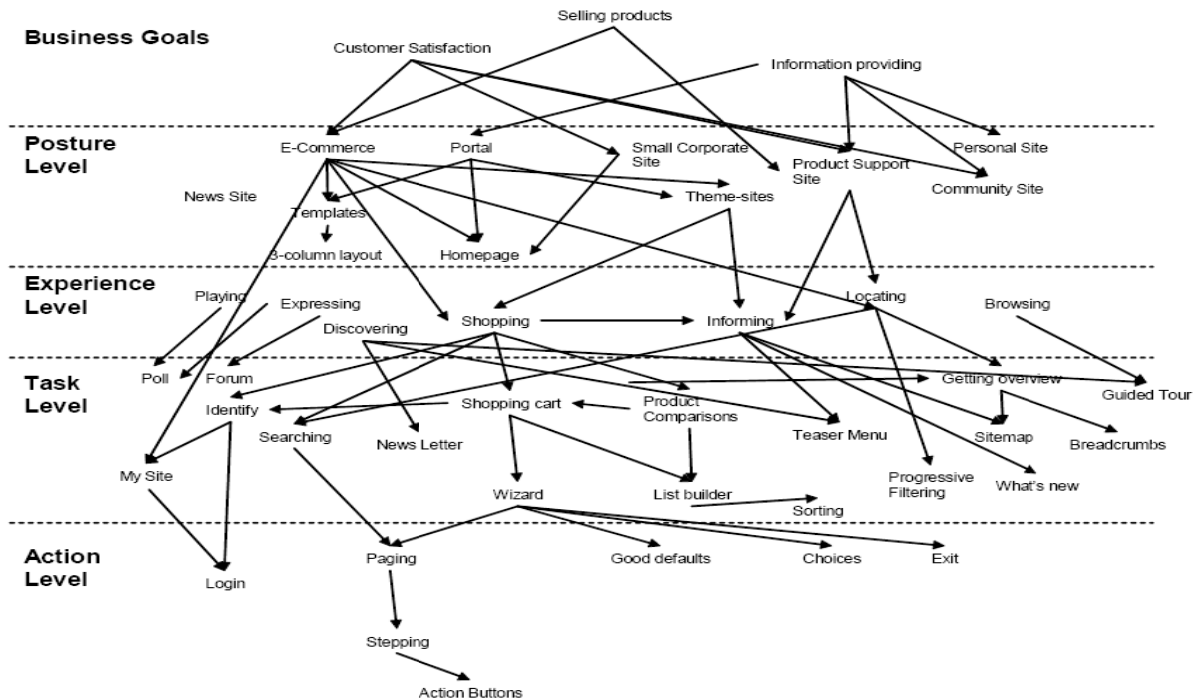 Selling products
Business Goals
Customer Satisfaction
Information providing
Posture
Level
E-Commerce
Portal
Small Corporate
Site
Product Support
Site
Personal Site
Community Site
News Site
Theme-sites
Templates
3-column layout
Homepage
Experience
Level
Playing
Expressing
Locating
Browsing
Discovering
Shopping
Informing
Task
Level
Poll
Forum
Getting overview
Guided Tour
Identify
Shopping cart
Product
Comparisons
Searching
News Letter
Teaser Menu
Sitemap
Breadcrumbs
My Site
Wizard
List builder
Progressive
Filtering
What's new
Sorting
Action
Level
Paging
Good defaults
Choices
Exit
Login
Stepping
Action Buttons